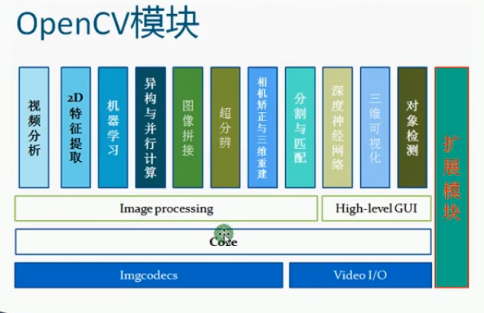 OpenCV模块
视频分析
2D特征提取
机器学习
异构与并行计算
图像拼接
超分辨
相机矫正与三维重建
分割与匹配
深度神经网络
三维可视化
对象检测
扩展模块
Image processing
High-level GUI
Core
Imgcodecs
Video I/O